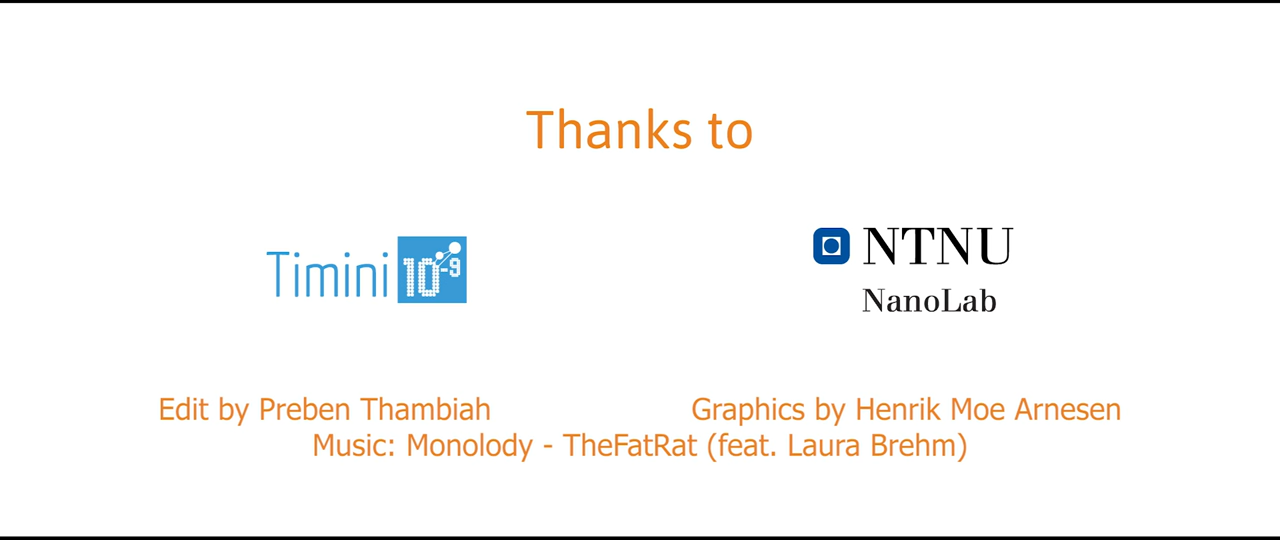 Thanks to
Timini 10-9
NTNU
NanoLab
Edit by Preben Thambiah
Graphics by Henrik Moe Arnesen
Music: Monolody - TheFatRat (feat. Laura Brehm)